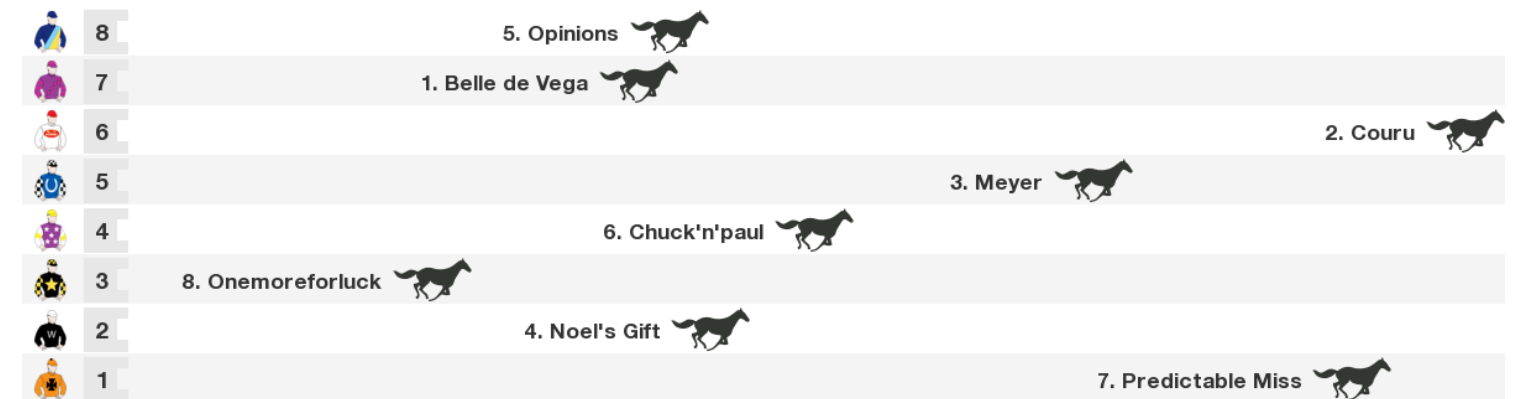 8 5. Opinions
7 1. Belle de Vega
6 2. Couru
5 3. Meyer
4 6. Chuck'n'paul
3 8. Onemoreforluck
W 2 4. Noel's Gift
1 7. Predictable Miss